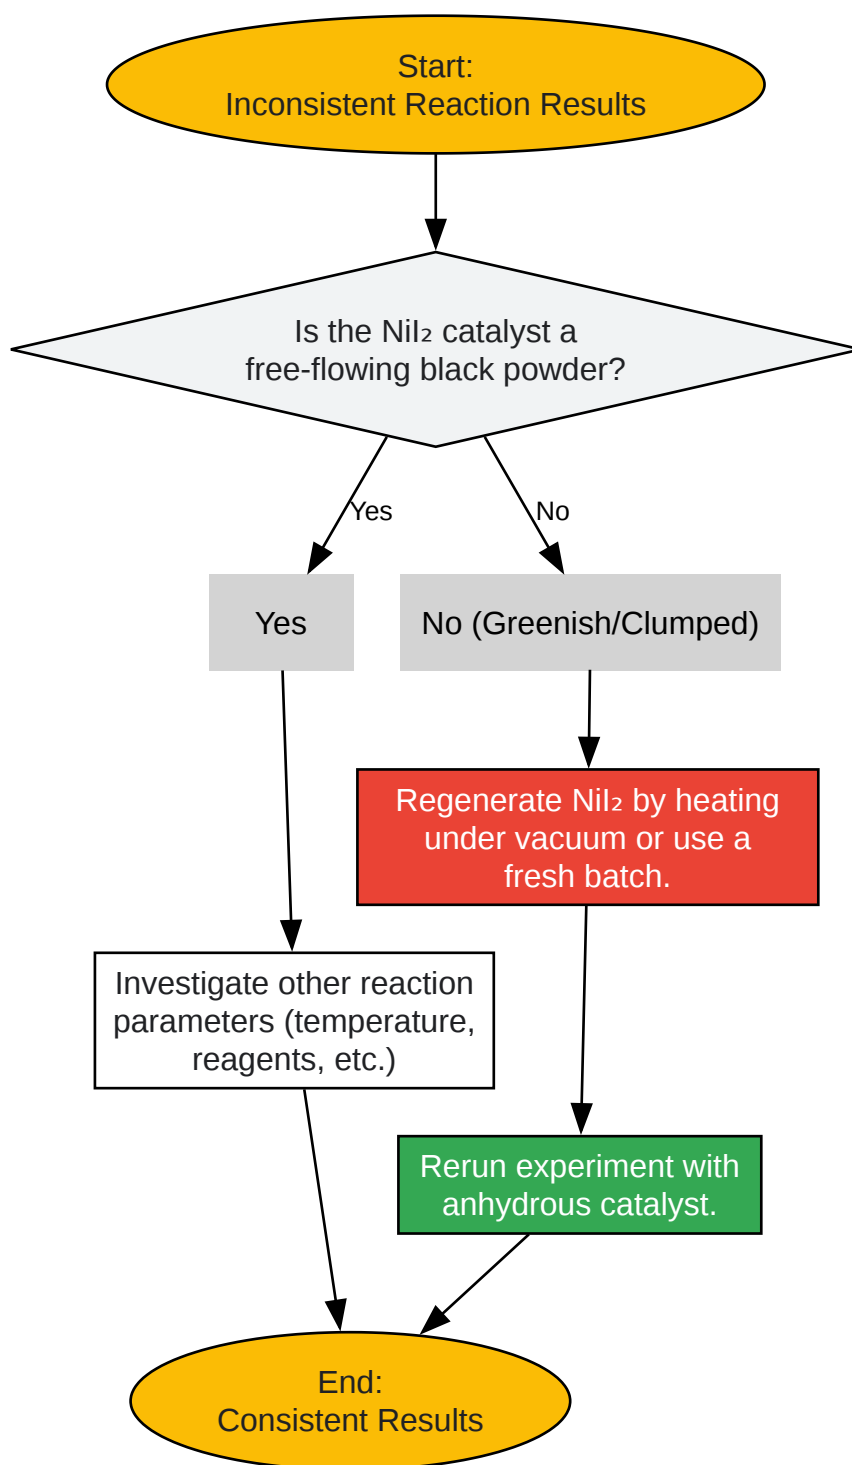 Start:
Inconsistent Reaction Results
Is the NiI₂ catalyst a
free-flowing black powder?
Yes
No
Yes
No (Greenish/Clumped)
Regenerate NiI₂ by heating
under vacuum or use a
fresh batch.
Investigate other reaction
parameters (temperature,
reagents, etc.)
Rerun experiment with
anhydrous catalyst.
End:
Consistent Results